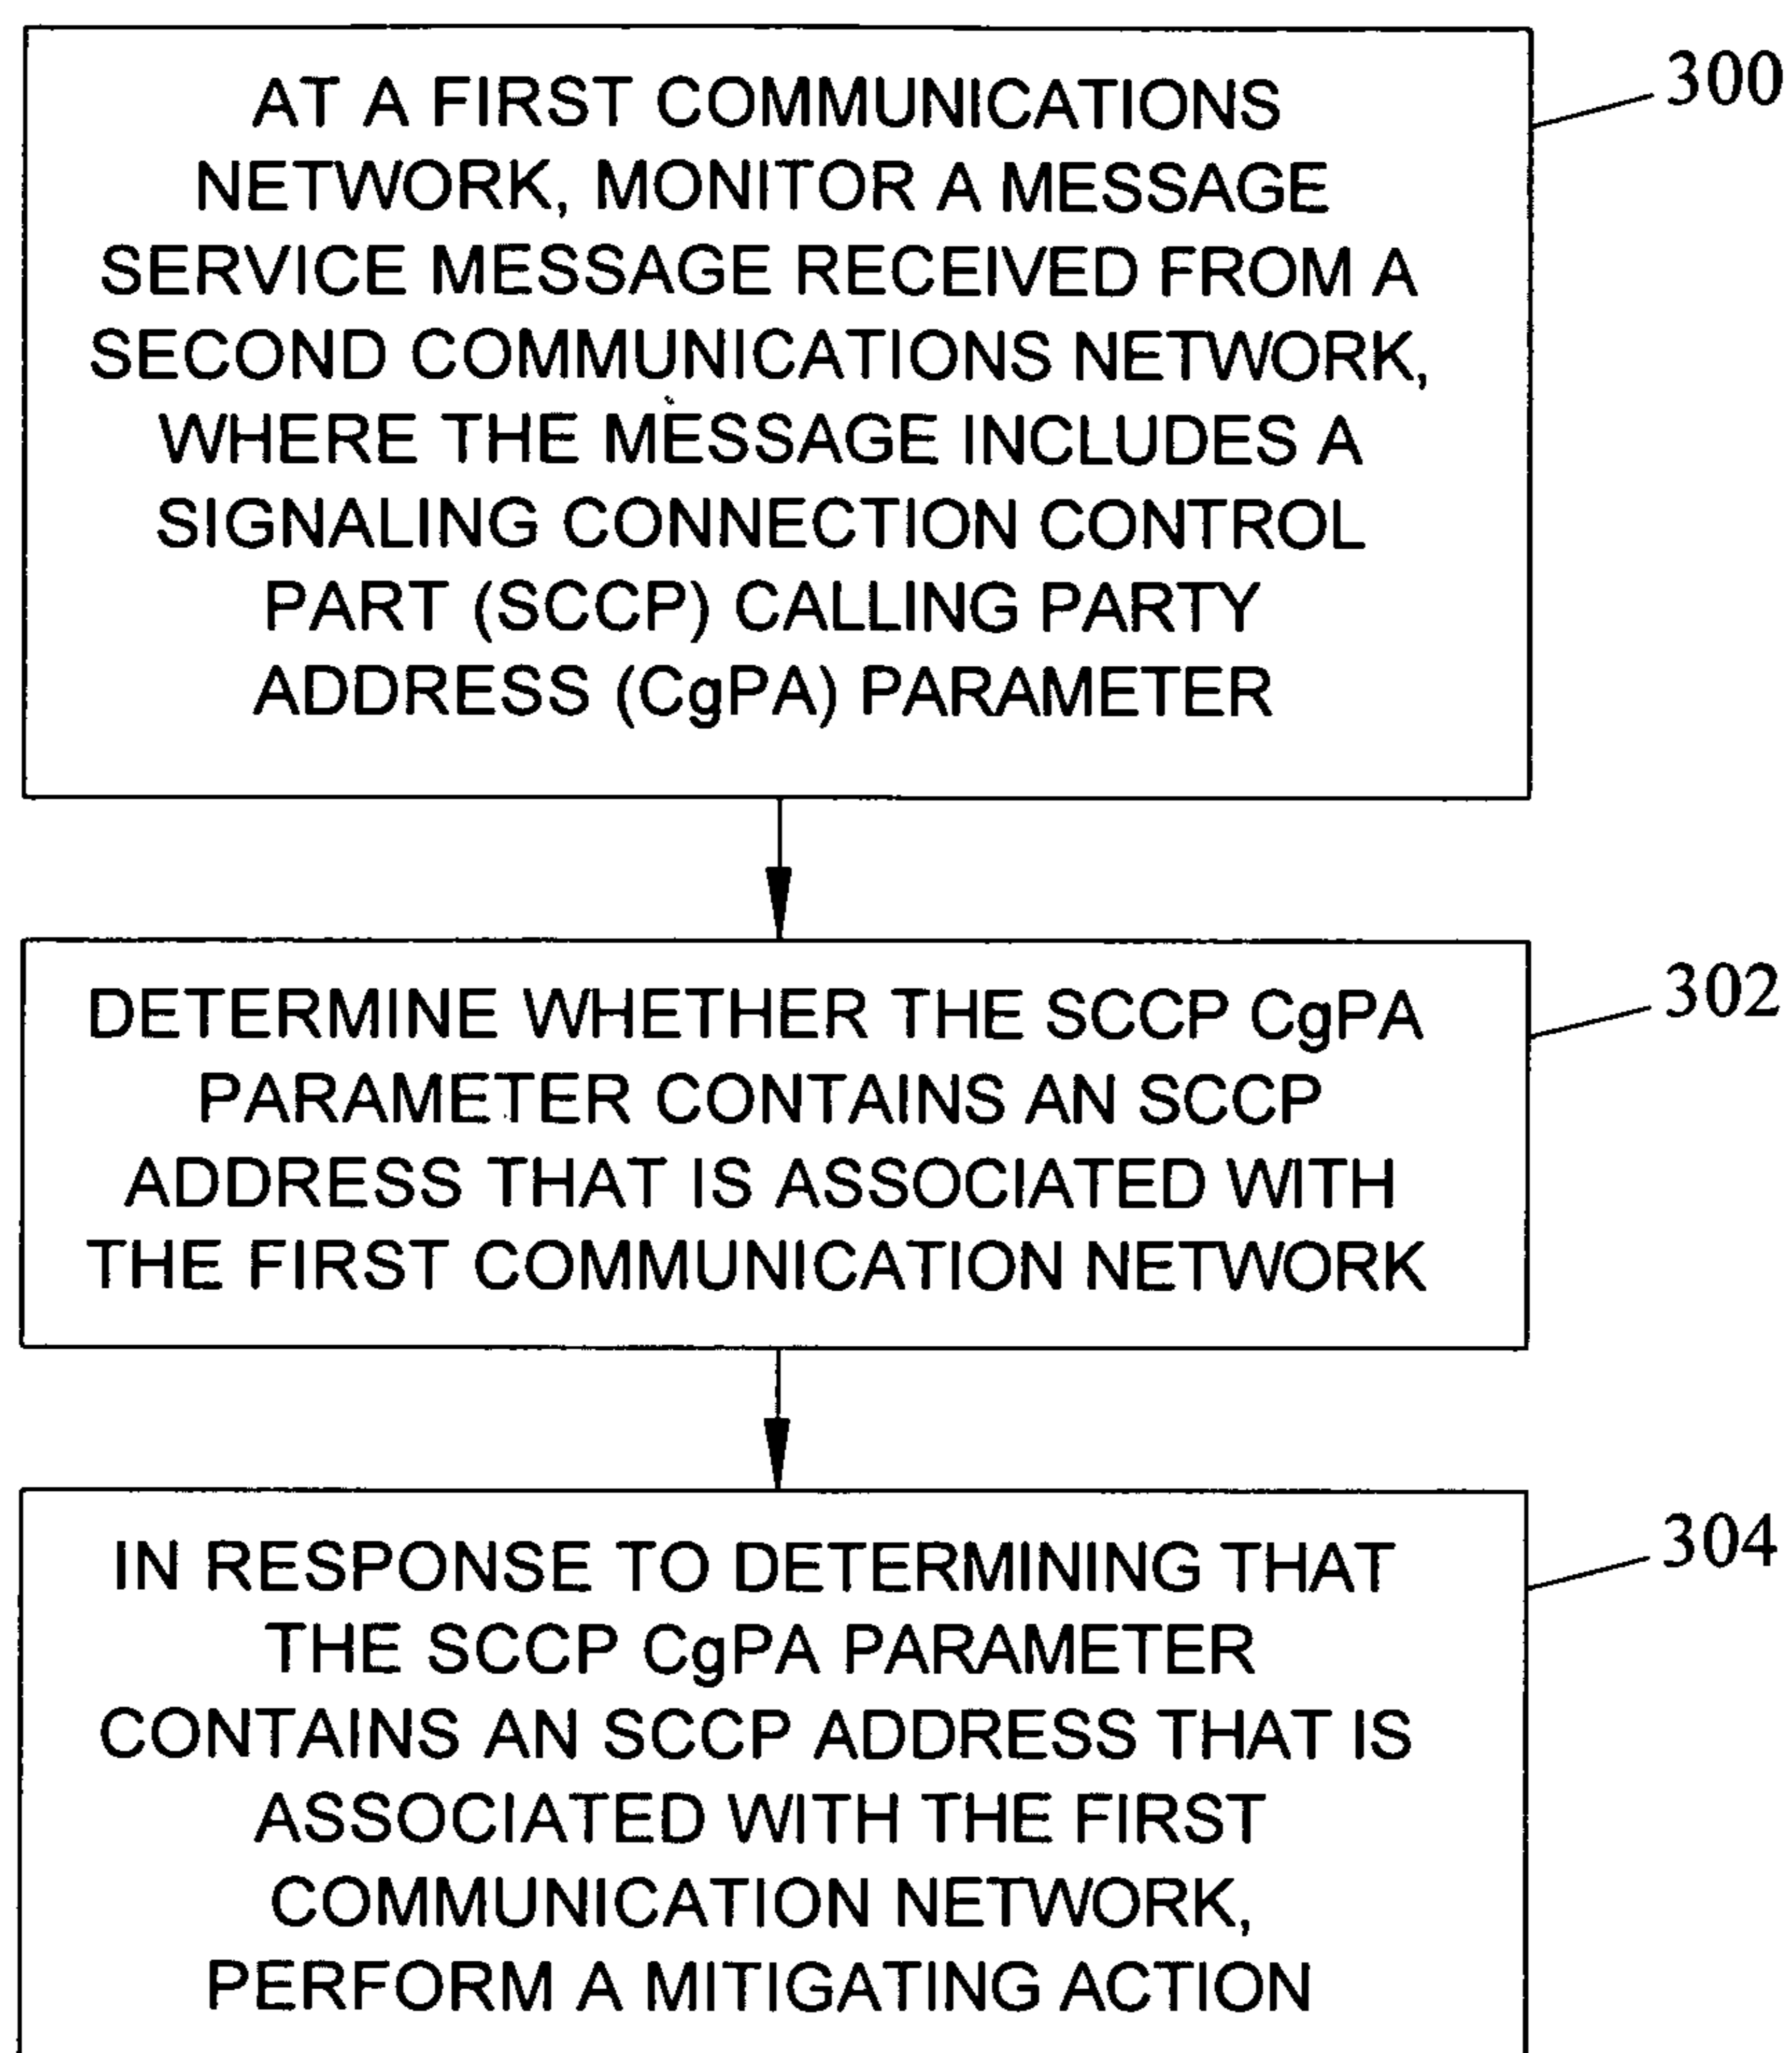 AT A FIRST COMMUNICATIONS
NETWORK, MONITOR A MESSAGE
SERVICE MESSAGE RECEIVED FROM A
SECOND COMMUNICATIONS NETWORK,
WHERE THE MESSAGE INCLUDES A
SIGNALING CONNECTION CONTROL
PART (SCCP) CALLING PARTY
ADDRESS (CgPA) PARAMETER
300
DETERMINE WHETHER THE SCCP CgPA
PARAMETER CONTAINS AN SCCP
ADDRESS THAT IS ASSOCIATED WITH
THE FIRST COMMUNICATION NETWORK
302
IN RESPONSE TO DETERMINING THAT
THE SCCP CgPA PARAMETER
CONTAINS AN SCCP ADDRESS THAT IS
ASSOCIATED WITH THE FIRST
COMMUNICATION NETWORK,
PERFORM A MITIGATING ACTION
304